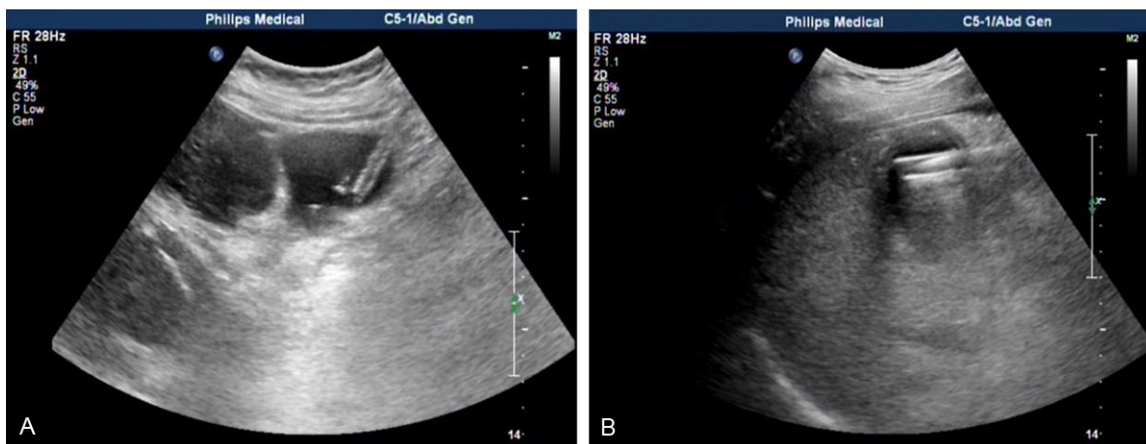 Philips Medical C5-1/Abd Gen
FR 28Hz
M2
RS
Z 1.1
2D
49%
C 55
P Low
Gen
P
X
14
A
Philips Medical C5-1/Abd Gen
FR 28Hz
M2
RS
Z 1.1
2D
49%
C 55
P Low
Gen
P
X
14
B